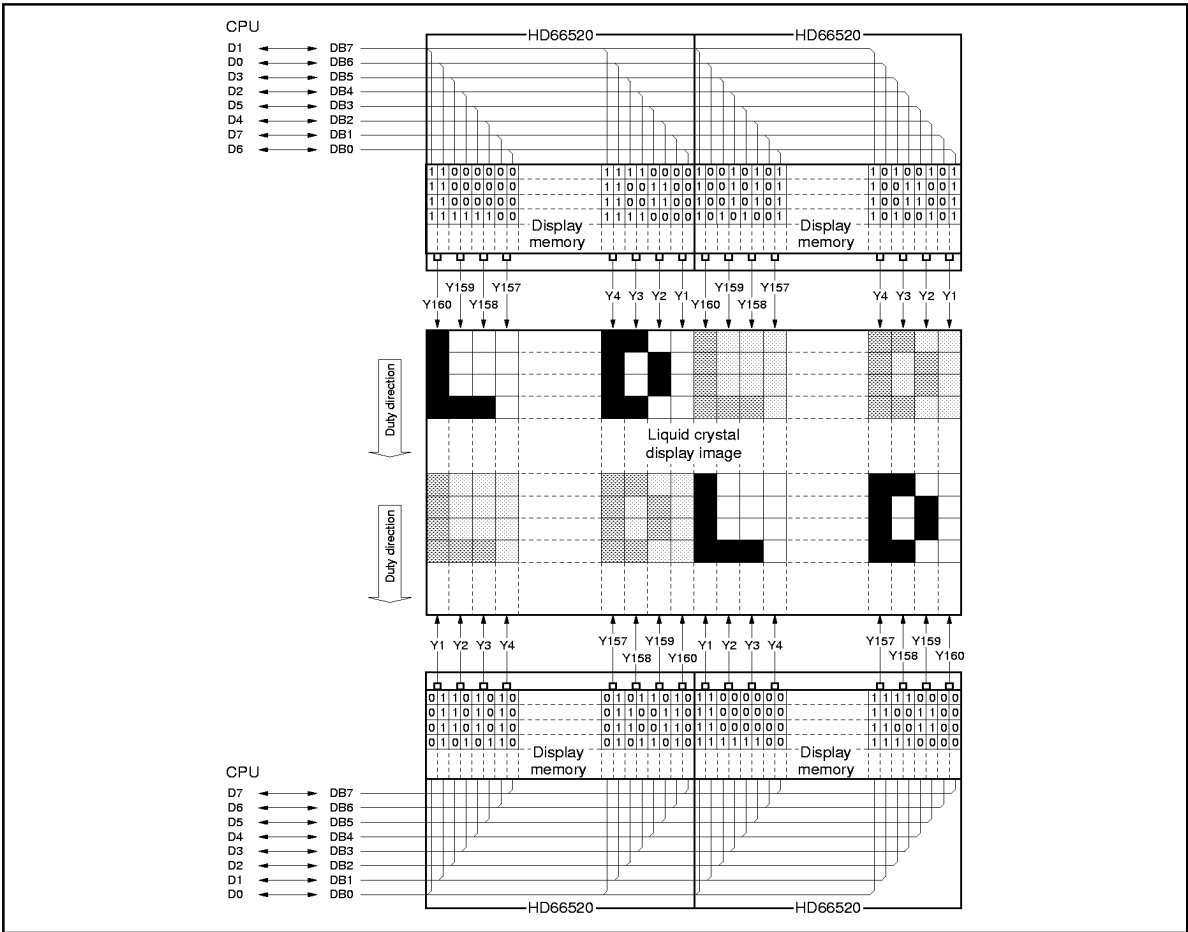 CPU
HD66520 HD66520
D1 DB7
D0 DB6
D3 DB5
D2 DB4
D5 DB3
D4 DB2
D7 DB1
D6 DB0
1 1 0 0 0 0 0 0 1 1 1 1 0 0 0 0 1 0 0 1 0 1 0 1 1 0 1 0 0 1 0 1
1 1 0 0 0 0 0 0 1 1 0 0 1 1 0 0 1 0 0 1 0 1 0 1 1 0 0 1 1 0 0 1
1 1 0 0 0 0 0 0 1 1 0 0 1 1 0 0 1 0 0 1 0 1 0 1 1 0 0 1 1 0 0 1
1 1 1 1 1 1 0 0 1 1 1 1 0 0 0 0 1 0 1 0 1 0 0 1 1 0 1 0 0 1 0 1
Display memory Display memory
Y160 Y159 Y158 Y157 Y4 Y3 Y2 Y1 Y160 Y159 Y158 Y157 Y4 Y3 Y2 Y1
Duty direction
Liquid crystal
display image
Duty direction
Y1 Y2 Y3 Y4 Y157 Y158 Y159 Y160 Y1 Y2 Y3 Y4 Y157 Y158 Y159 Y160
0 1 1 0 1 0 1 0 0 1 0 1 1 0 1 0 1 1 0 0 0 0 0 0 1 1 1 1 0 0 0 0
0 1 1 0 1 0 1 0 0 1 1 0 0 1 1 0 1 1 0 0 0 0 0 0 1 1 0 0 1 1 0 0
0 1 1 0 1 0 1 0 0 1 1 0 0 1 1 0 1 1 0 0 0 0 0 0 1 1 0 0 1 1 0 0
0 1 0 1 0 1 1 0 0 1 0 1 1 0 1 0 1 1 1 1 1 1 0 0 1 1 1 1 0 0 0 0
Display memory Display memory
CPU
D7 DB7
D6 DB6
D5 DB5
D4 DB4
D3 DB3
D2 DB2
D1 DB1
D0 DB0
HD66520 HD66520